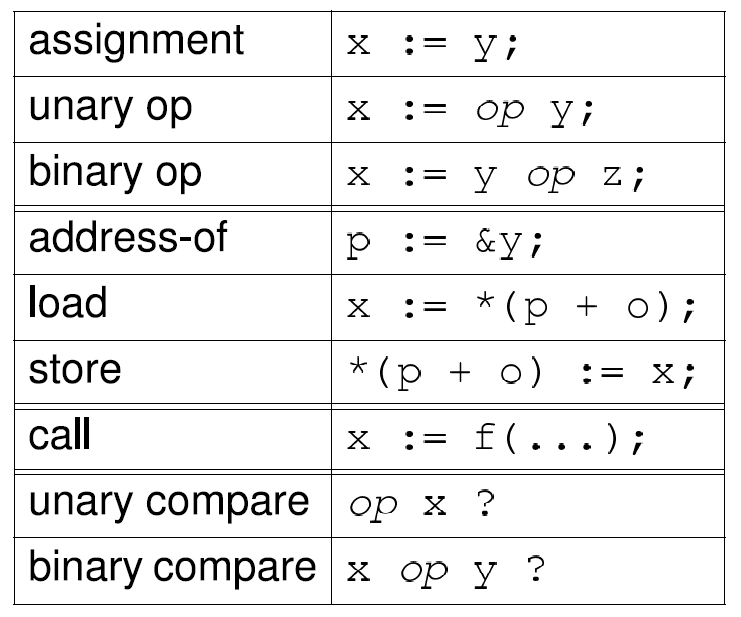 assignment x := y;
unary op x := op y;
binary op x := y op z;
address-of p := &y;
load x := *(p + o);
store *(p + o) := x;
call x := f(...);
unary compare op x ?
binary compare x op y ?